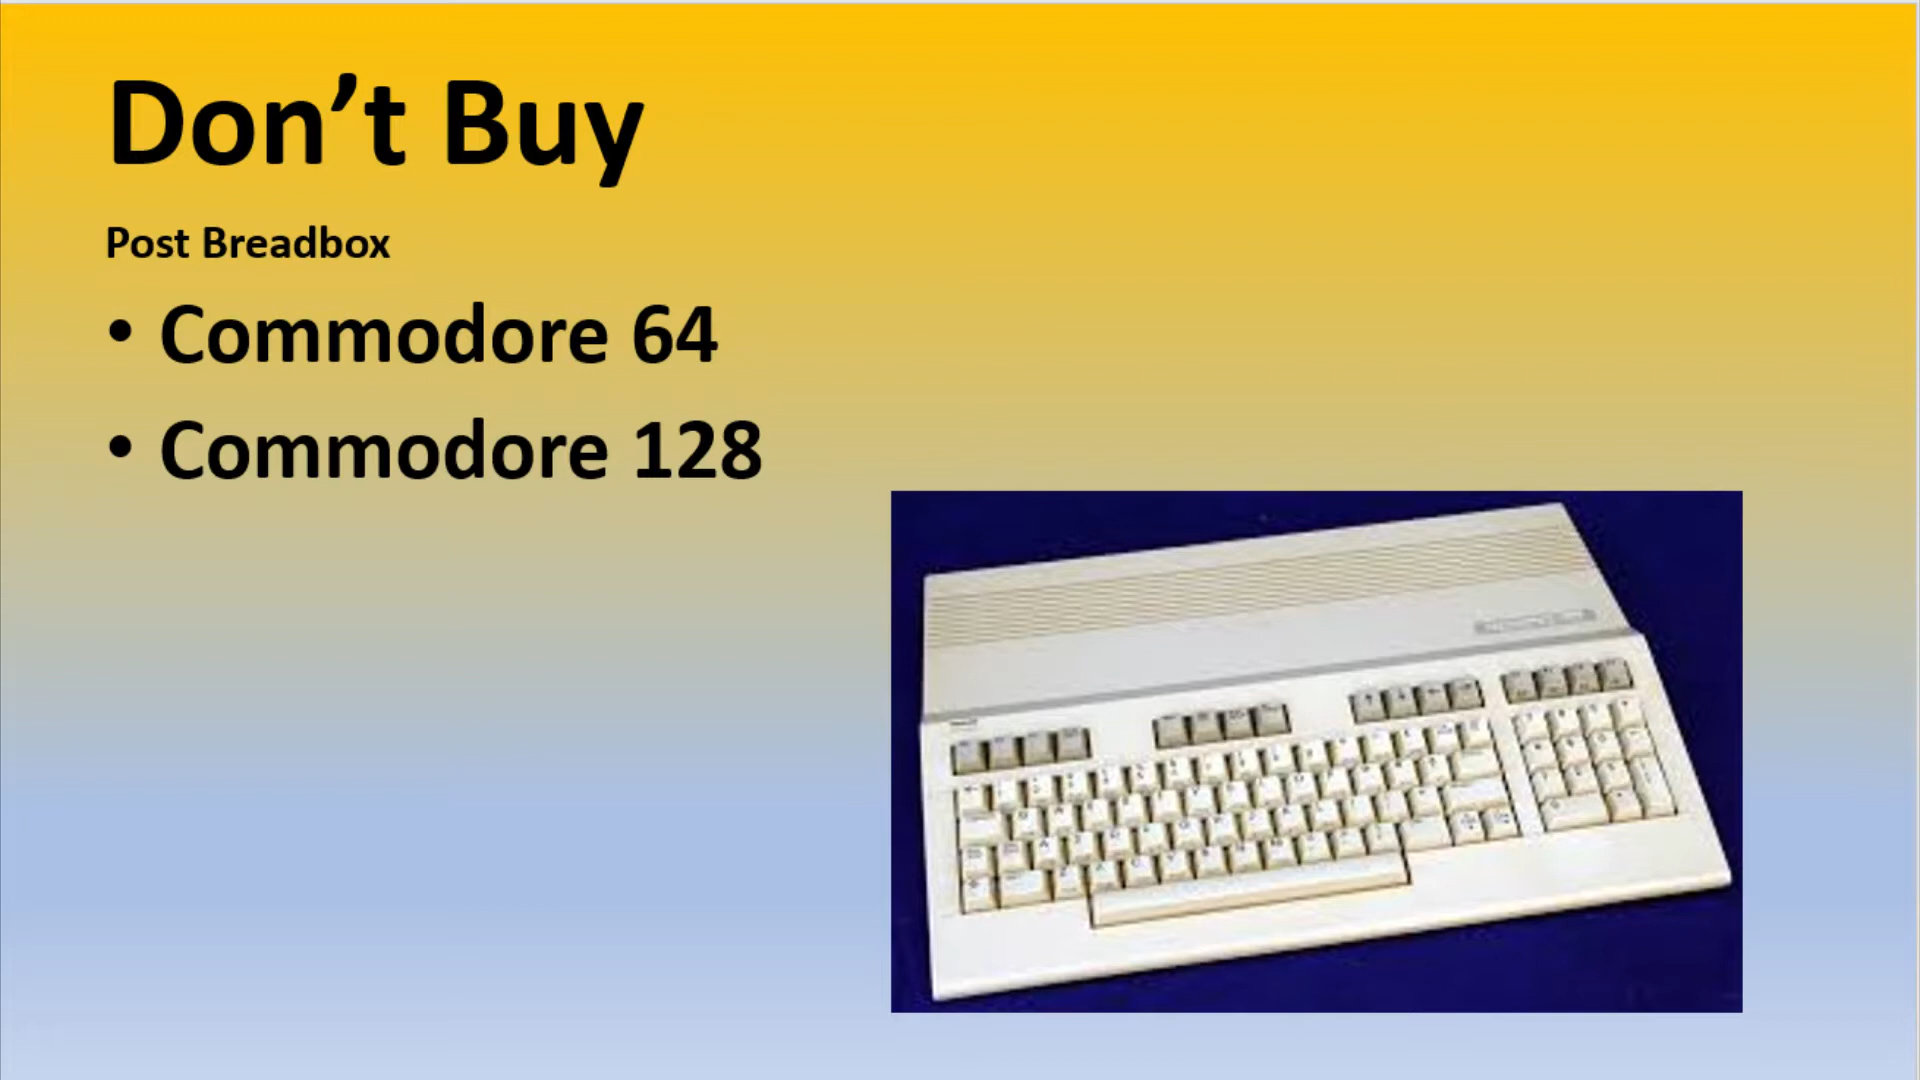 Don’t Buy
Post Breadbox
• Commodore 64
• Commodore 128